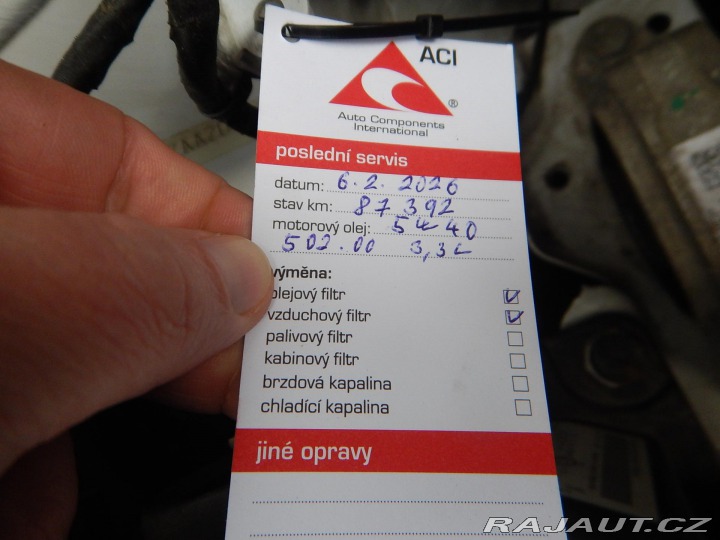 ACI
®
Auto Components
International
poslední servis
datum: 6.2.2026
stav km: 87 392
motorový olej: 5W40
502.00 3,3L
výměna:
olejový filtr
vzduchový filtr
palivový filtr
kabinový filtr
brzdová kapalina
chladící kapalina
jiné opravy
RAJAUT.CZ